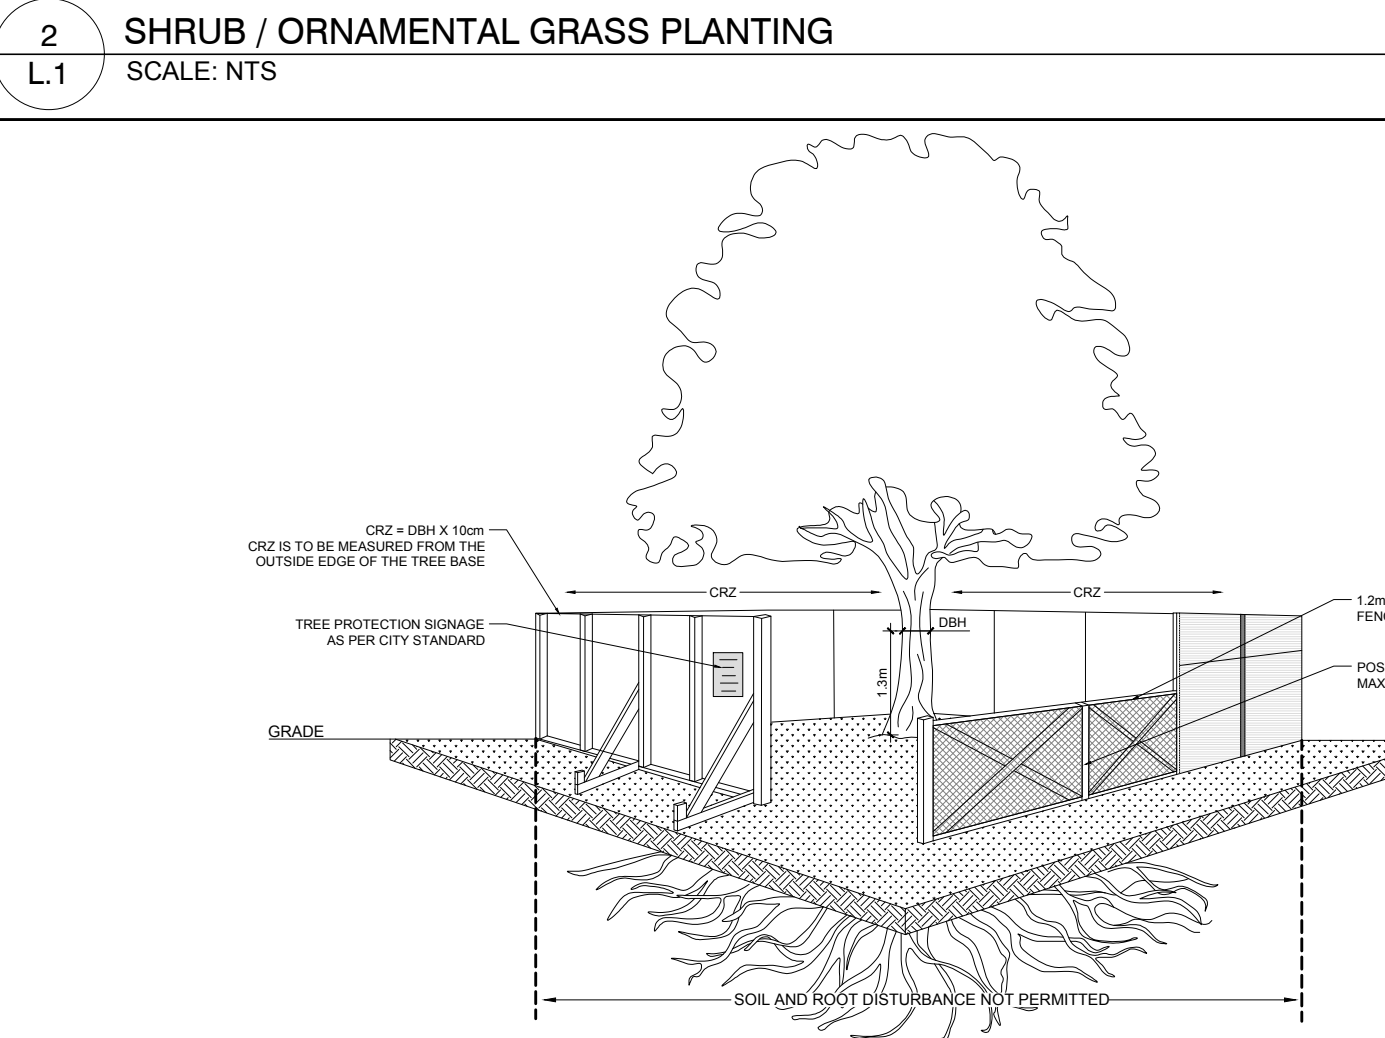 2
L.1
SHRUB / ORNAMENTAL GRASS PLANTING
SCALE: NTS
CRZ = DBH X 10cm
CRZ IS TO BE MEASURED FROM THE
OUTSIDE EDGE OF THE TREE BASE
CRZ
CRZ
TREE PROTECTION SIGNAGE
AS PER CITY STANDARD
DBH
1.3m
1.2m
GRADE
SOIL AND ROOT DISTURBANCE NOT PERMITTED